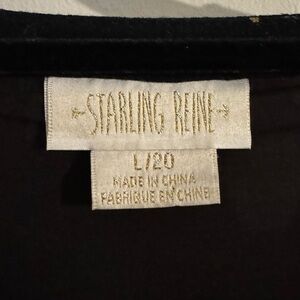 STARLING REINE
L/20
MADE IN CHINA
FABRIQUE EN CHINE